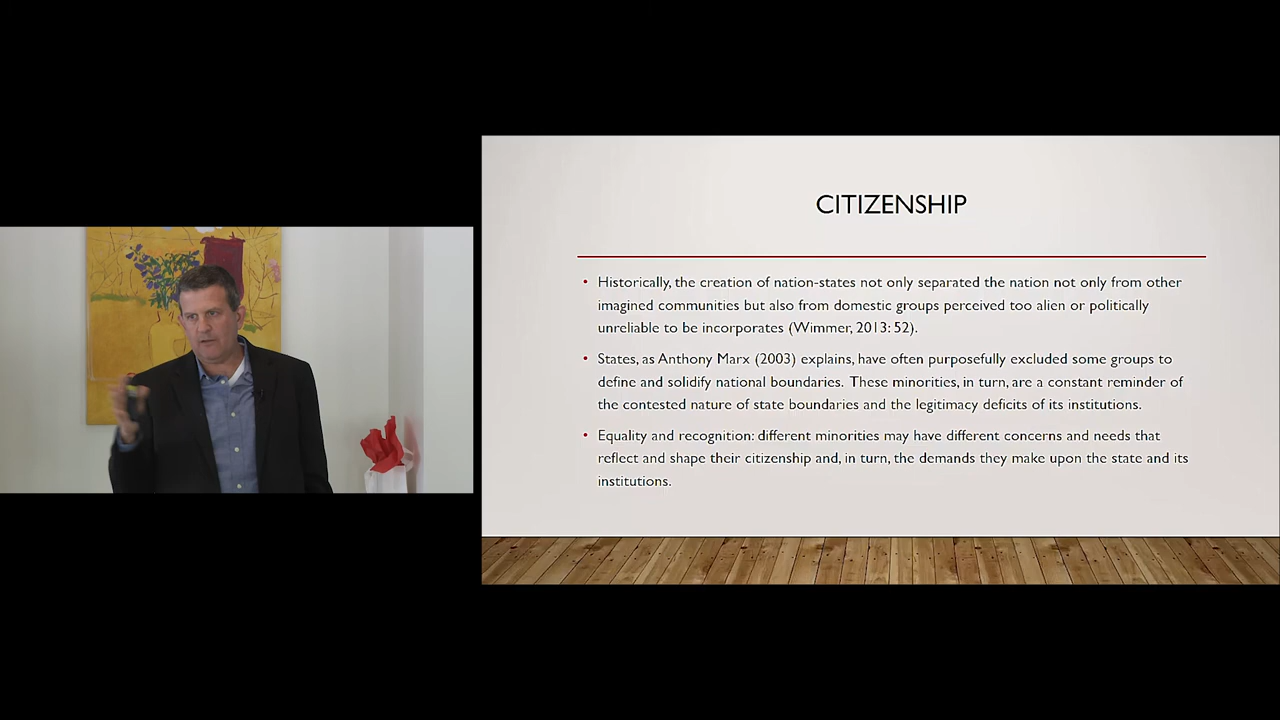 CITIZENSHIP
• Historically, the creation of nation-states not only separated the nation not only from other
imagined communities but also from domestic groups perceived too alien or politically
unreliable to be incorporates (Wimmer, 2013: 52).
• States, as Anthony Marx (2003) explains, have often purposefully excluded some groups to
define and solidify national boundaries. These minorities, in turn, are a constant reminder of
the contested nature of state boundaries and the legitimacy deficits of its institutions.
• Equality and recognition: different minorities may have different concerns and needs that
reflect and shape their citizenship and, in turn, the demands they make upon the state and its
institutions.